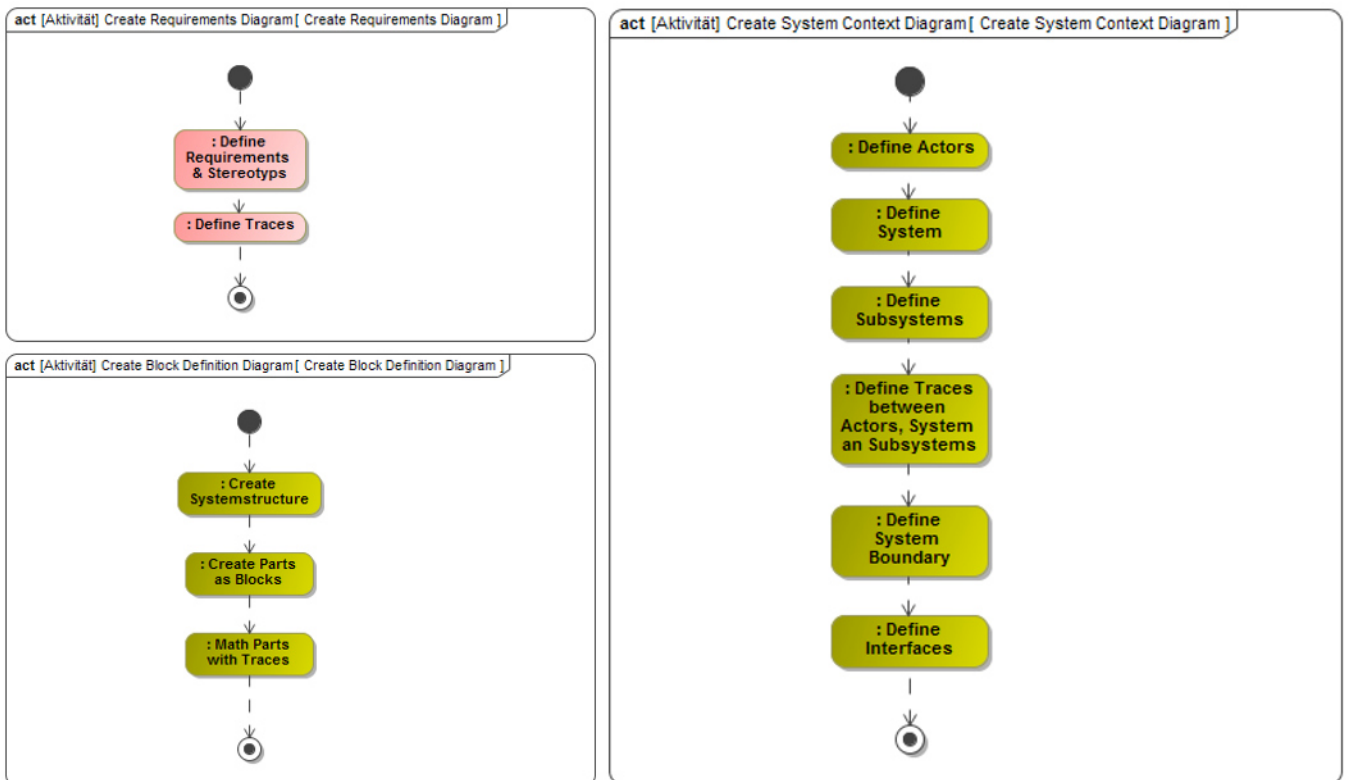 act [Aktivität] Create Requirements Diagram[ Create Requirements Diagram ]
: Define
Requirements
& Stereotyps
: Define Traces
act [Aktivität] Create Block Definition Diagram[ Create Block Definition Diagram ]
: Create
Systemstructure
: Create Parts
as Blocks
: Math Parts
with Traces
act [Aktivität] Create System Context Diagram[ Create System Context Diagram ]
: Define Actors
: Define
System
: Define
Subsystems
: Define Traces
between
Actors, System
an Subsystems
: Define
System
Boundary
: Define
Interfaces